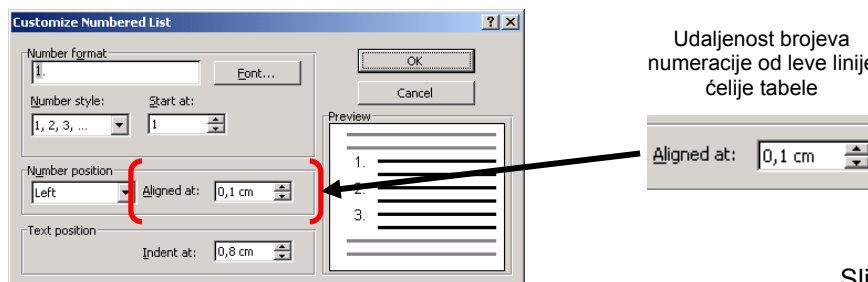 Customize Numbered List
Number format
1.
Font...
Number style:
Start at:
1, 2, 3, ...
1
Number position
Left
Aligned at:
0,1 cm
Text position
Indent at:
0,8 cm
OK
Cancel
Preview
1.
2.
3.
Udaljenost brojeva
numeracije od leve linije
ćelije tabele
Aligned at:
0,1 cm
Sli